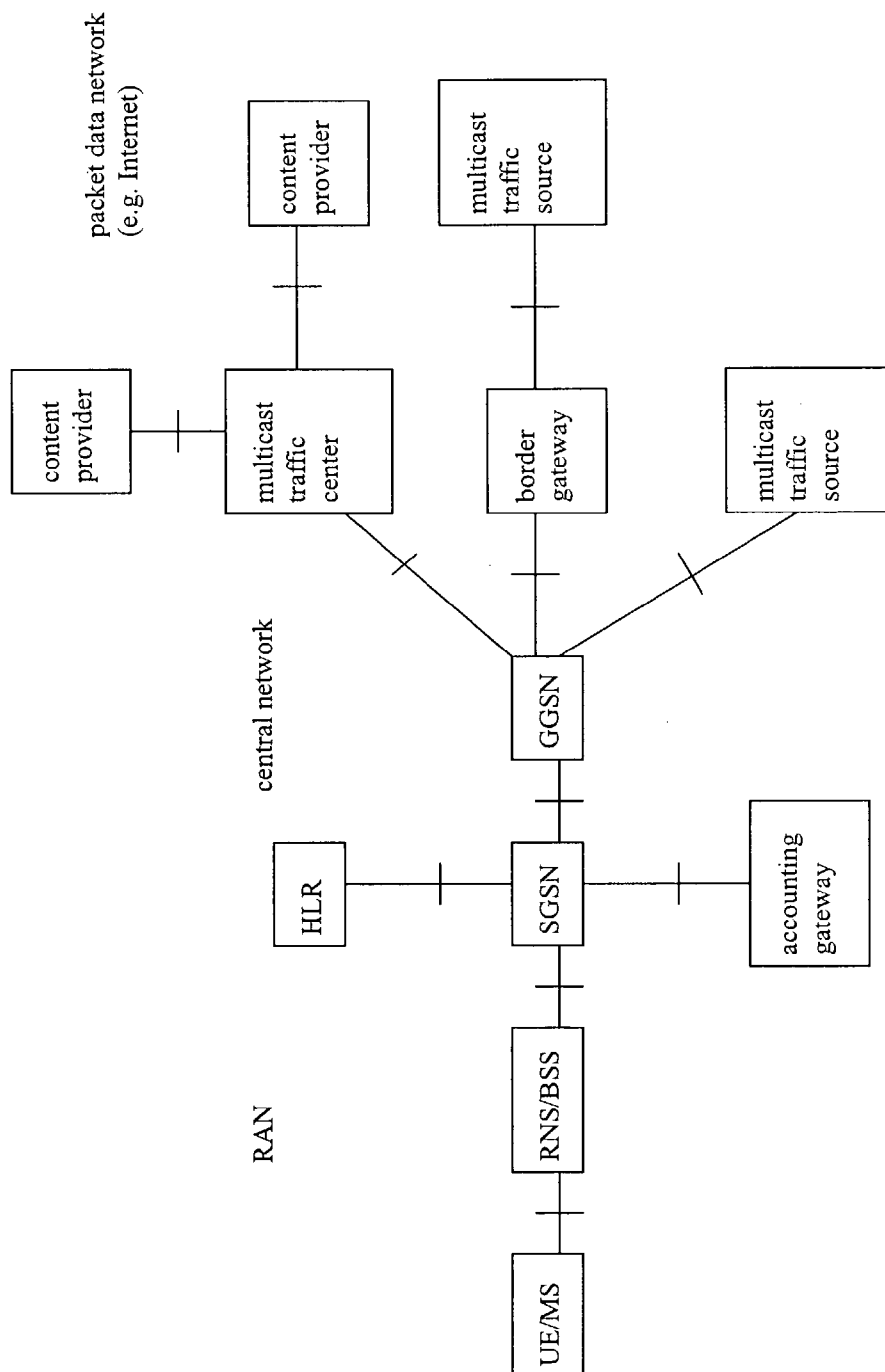 packet data network
(e.g. Internet)
central network
RAN
content
provider
content
provider
multicast
traffic
center
multicast
traffic
source
border
gateway
multicast
traffic
source
HLR
UE/MS
RNS/BSS
SGSN
GGSN
accounting
gateway